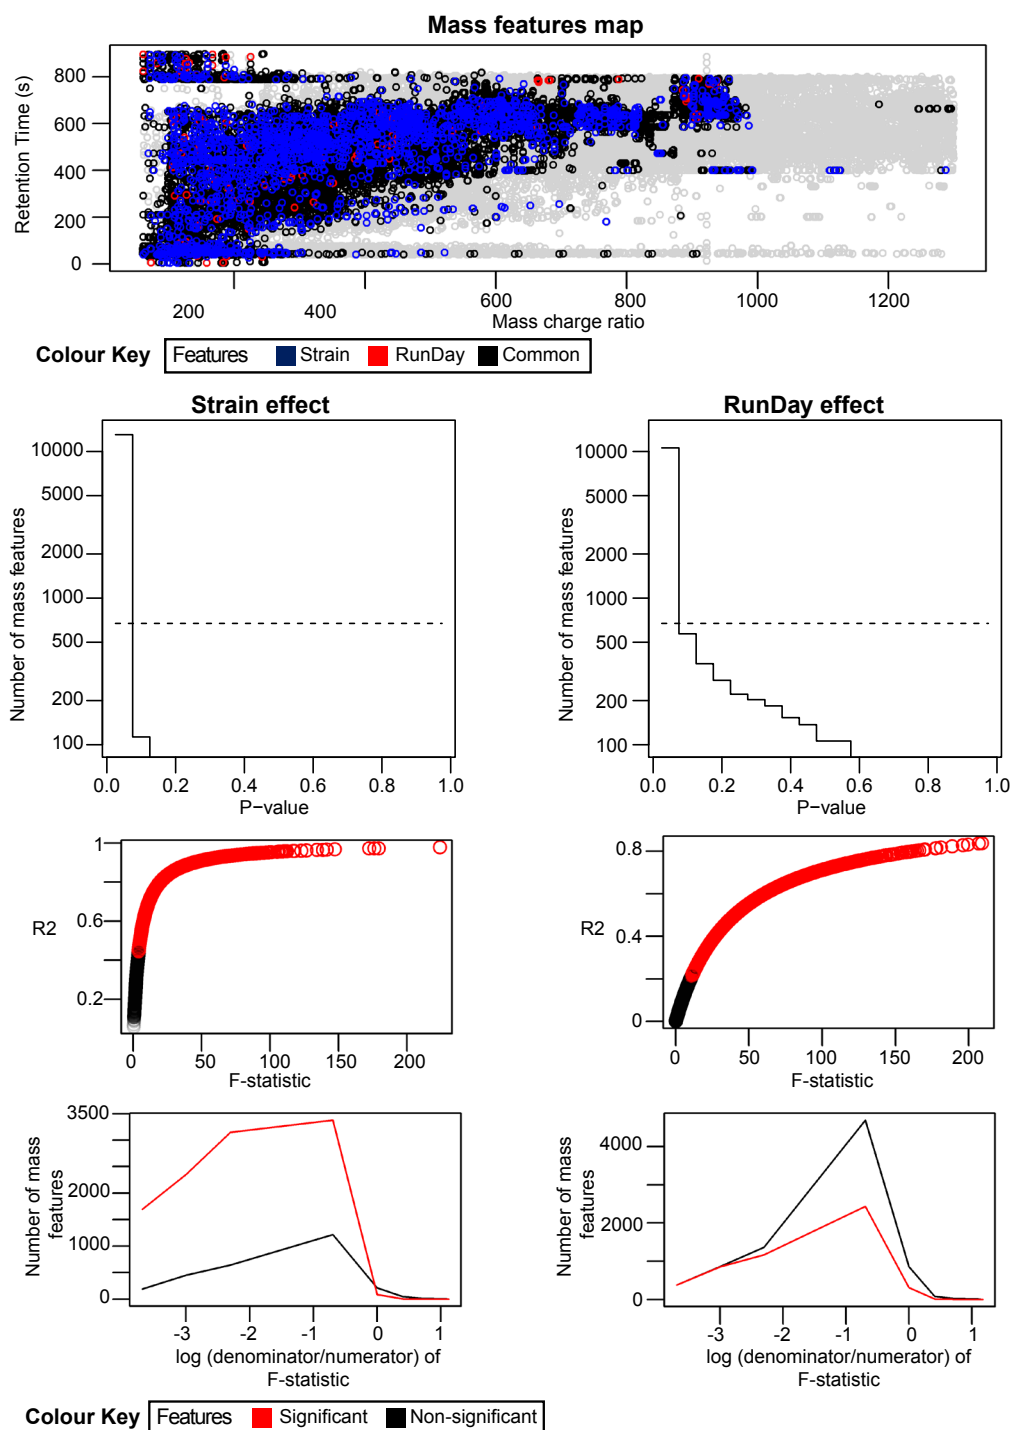 Mass features map
Retention Time (s)
800
600
400
200
0
200
400
600
800
1000
1200
Mass charge ratio
Colour Key
Features
Strain
RunDay
Common
Strain effect
Number of mass features
10000
5000
2000
1000
500
200
100
0.0
0.2
0.4
0.6
0.8
1.0
P−value
RunDay effect
Number of mass features
10000
5000
2000
1000
500
200
100
0.0
0.2
0.4
0.6
0.8
1.0
P−value
R2
1
0.6
0.2
0
50
100
150
200
F-statistic
R2
0.8
0.4
0
0
50
100
150
200
F-statistic
Number of mass
features
3500
2000
1000
0
-3
-2
-1
0
1
log (denominator/numerator) of
F-statistic
Number of mass
features
4000
2000
0
-3
-2
-1
0
1
log (denominator/numerator) of
F-statistic
Colour Key
Features
Significant
Non-significant